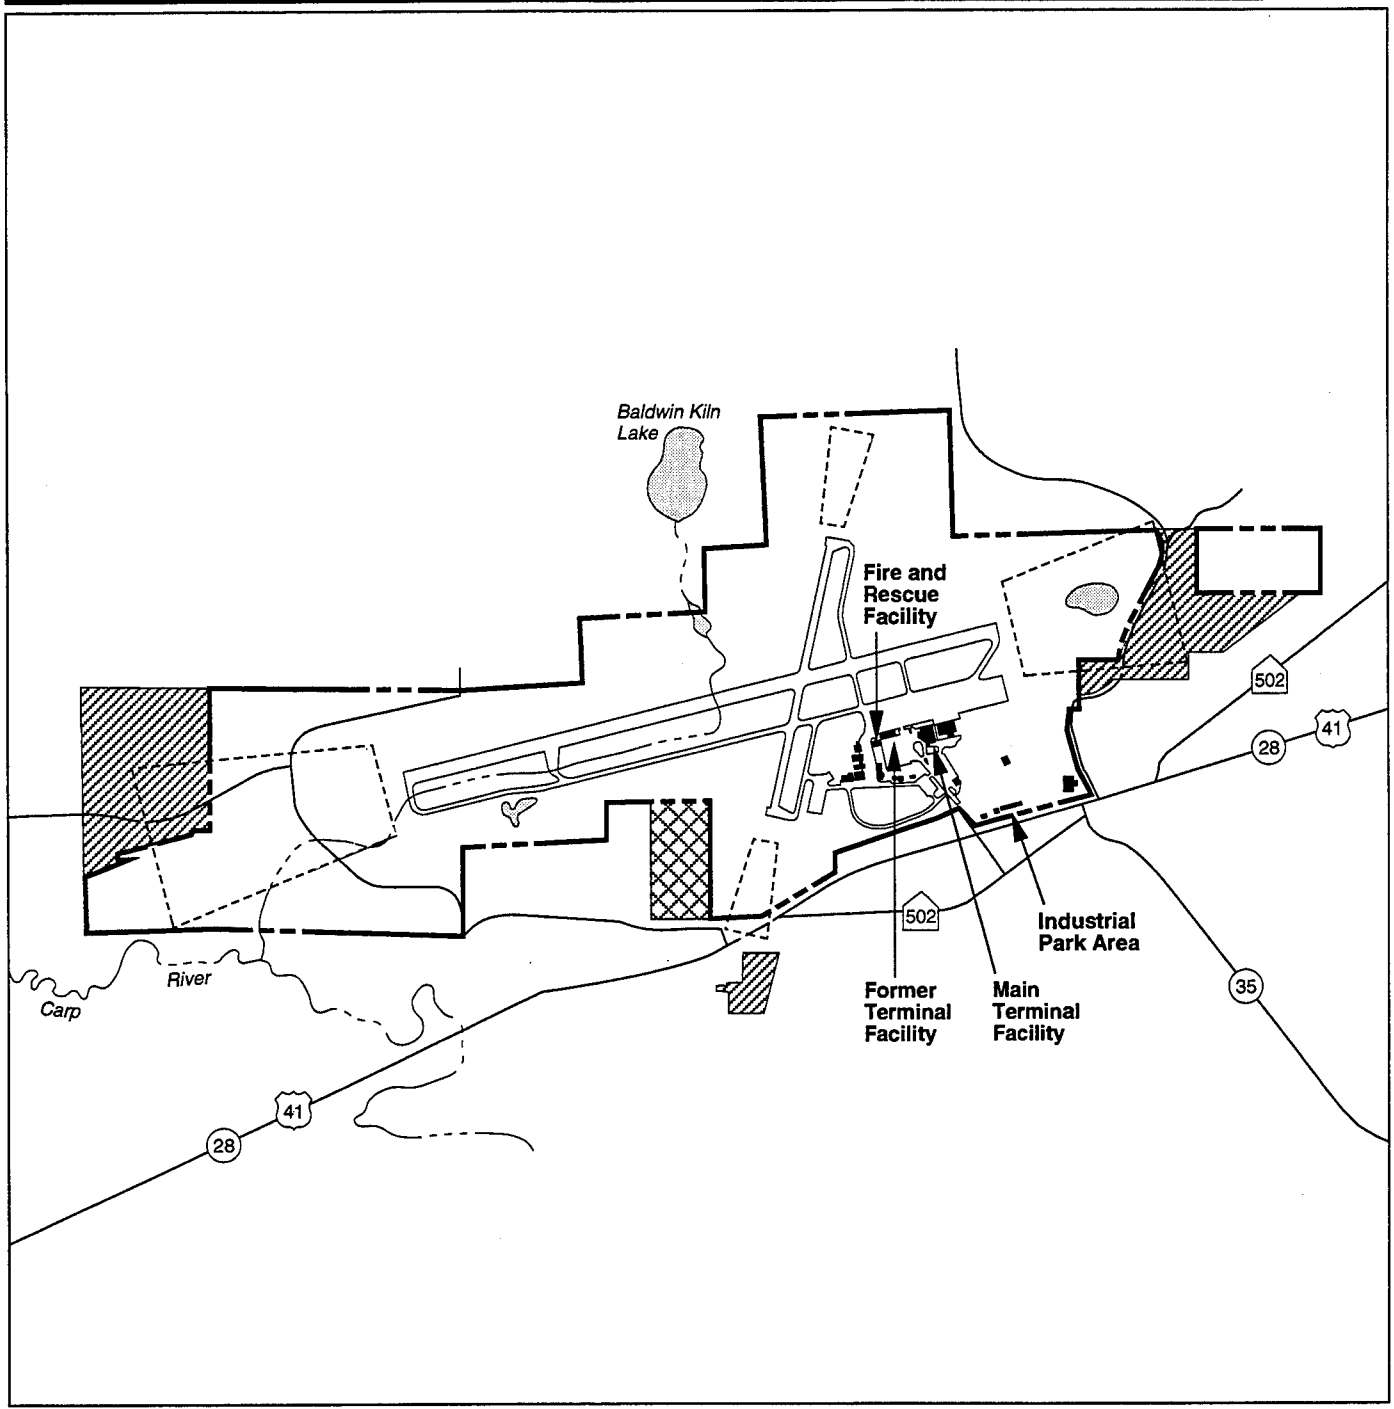 Baldwin Kiln
Lake
Fire and
Rescue
Facility
502
41
28
502
Industrial
Park Area
River
Carp
Former
Terminal
Facility
Main
Terminal
Facility
35
41
28